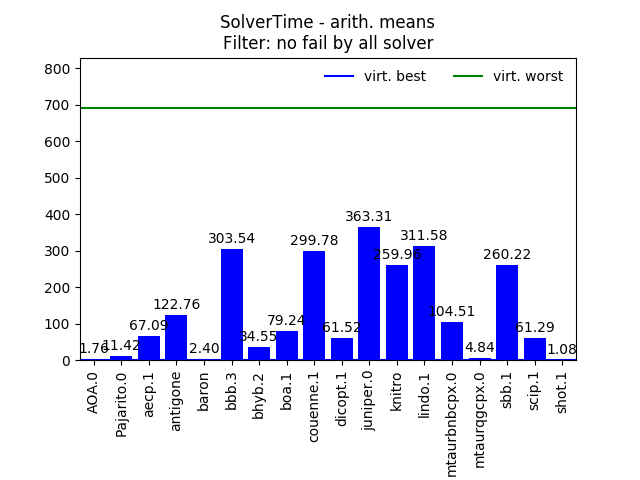 SolverTime - arith. means
Filter: no fail by all solver
virt. best
virt. worst
800
700
600
500
400
300
200
100
0
1.76
11.42
67.09
122.76
2.40
303.54
34.55
79.24
299.78
61.52
363.31
259.96
311.58
104.51
4.84
260.22
61.29
1.08
AOA.0
Pajarito.0
aecp.1
antigone
baron
bbb.3
bhyb.2
boa.1
couenne.1
dicopt.1
juniper.0
knitro
lindo.1
mtaurbnbcpx.0
mtaurqgcpx.0
sbb.1
scip.1
shot.1